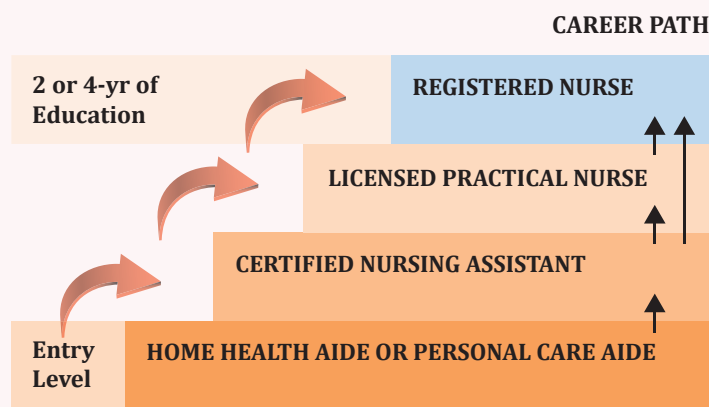 CAREER PATH
2 or 4-yr of
Education
REGISTERED NURSE
LICENSED PRACTICAL NURSE
CERTIFIED NURSING ASSISTANT
Entry
Level
HOME HEALTH AIDE OR PERSONAL CARE AIDE